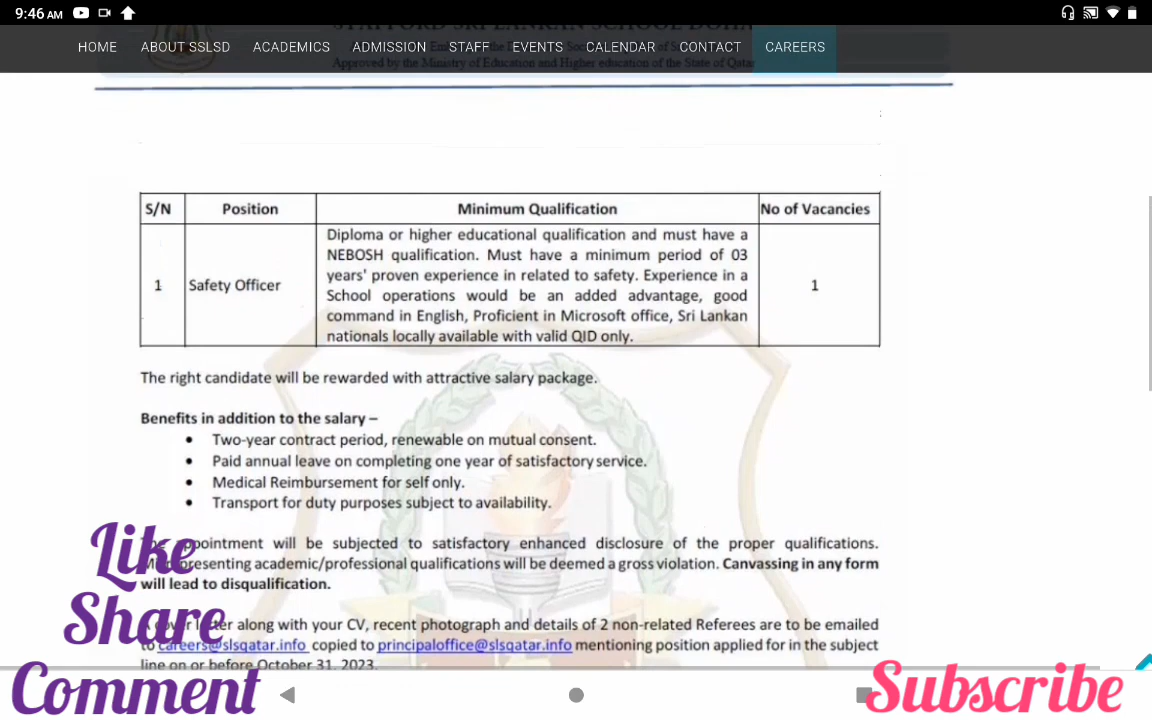 9:46 AM
HOME ABOUT SSLSD ACADEMICS ADMISSION STAFF EVENTS CALENDAR CONTACT CAREERS
Approved by the Ministry of Education and Higher education of the State of Qatar
S/N Position Minimum Qualification No of Vacancies
Diploma or higher educational qualification and must have a
NEBOSH qualification. Must have a minimum period of 03
years' proven experience in related to safety. Experience in a
1 Safety Officer School operations would be an added advantage, good 1
command in English, Proficient in Microsoft office, Sri Lankan
nationals locally available with valid QID only.
The right candidate will be rewarded with attractive salary package.
Benefits in addition to the salary –
• Two-year contract period, renewable on mutual consent.
• Paid annual leave on completing one year of satisfactory service.
• Medical Reimbursement for self only.
• Transport for duty purposes subject to availability.
appointment will be subjected to satisfactory enhanced disclosure of the proper qualifications.
academic/professional qualifications will be deemed a gross violation. Canvassing in any form
will lead to disqualification.
along with your CV, recent photograph and details of 2 non-related Referees are to be emailed
to careers@slsqatar.info copied to principaloffice@slsqatar.info mentioning position applied for in the subject
line on or before October 31, 2023.
Like
Share
Comment
Subscribe